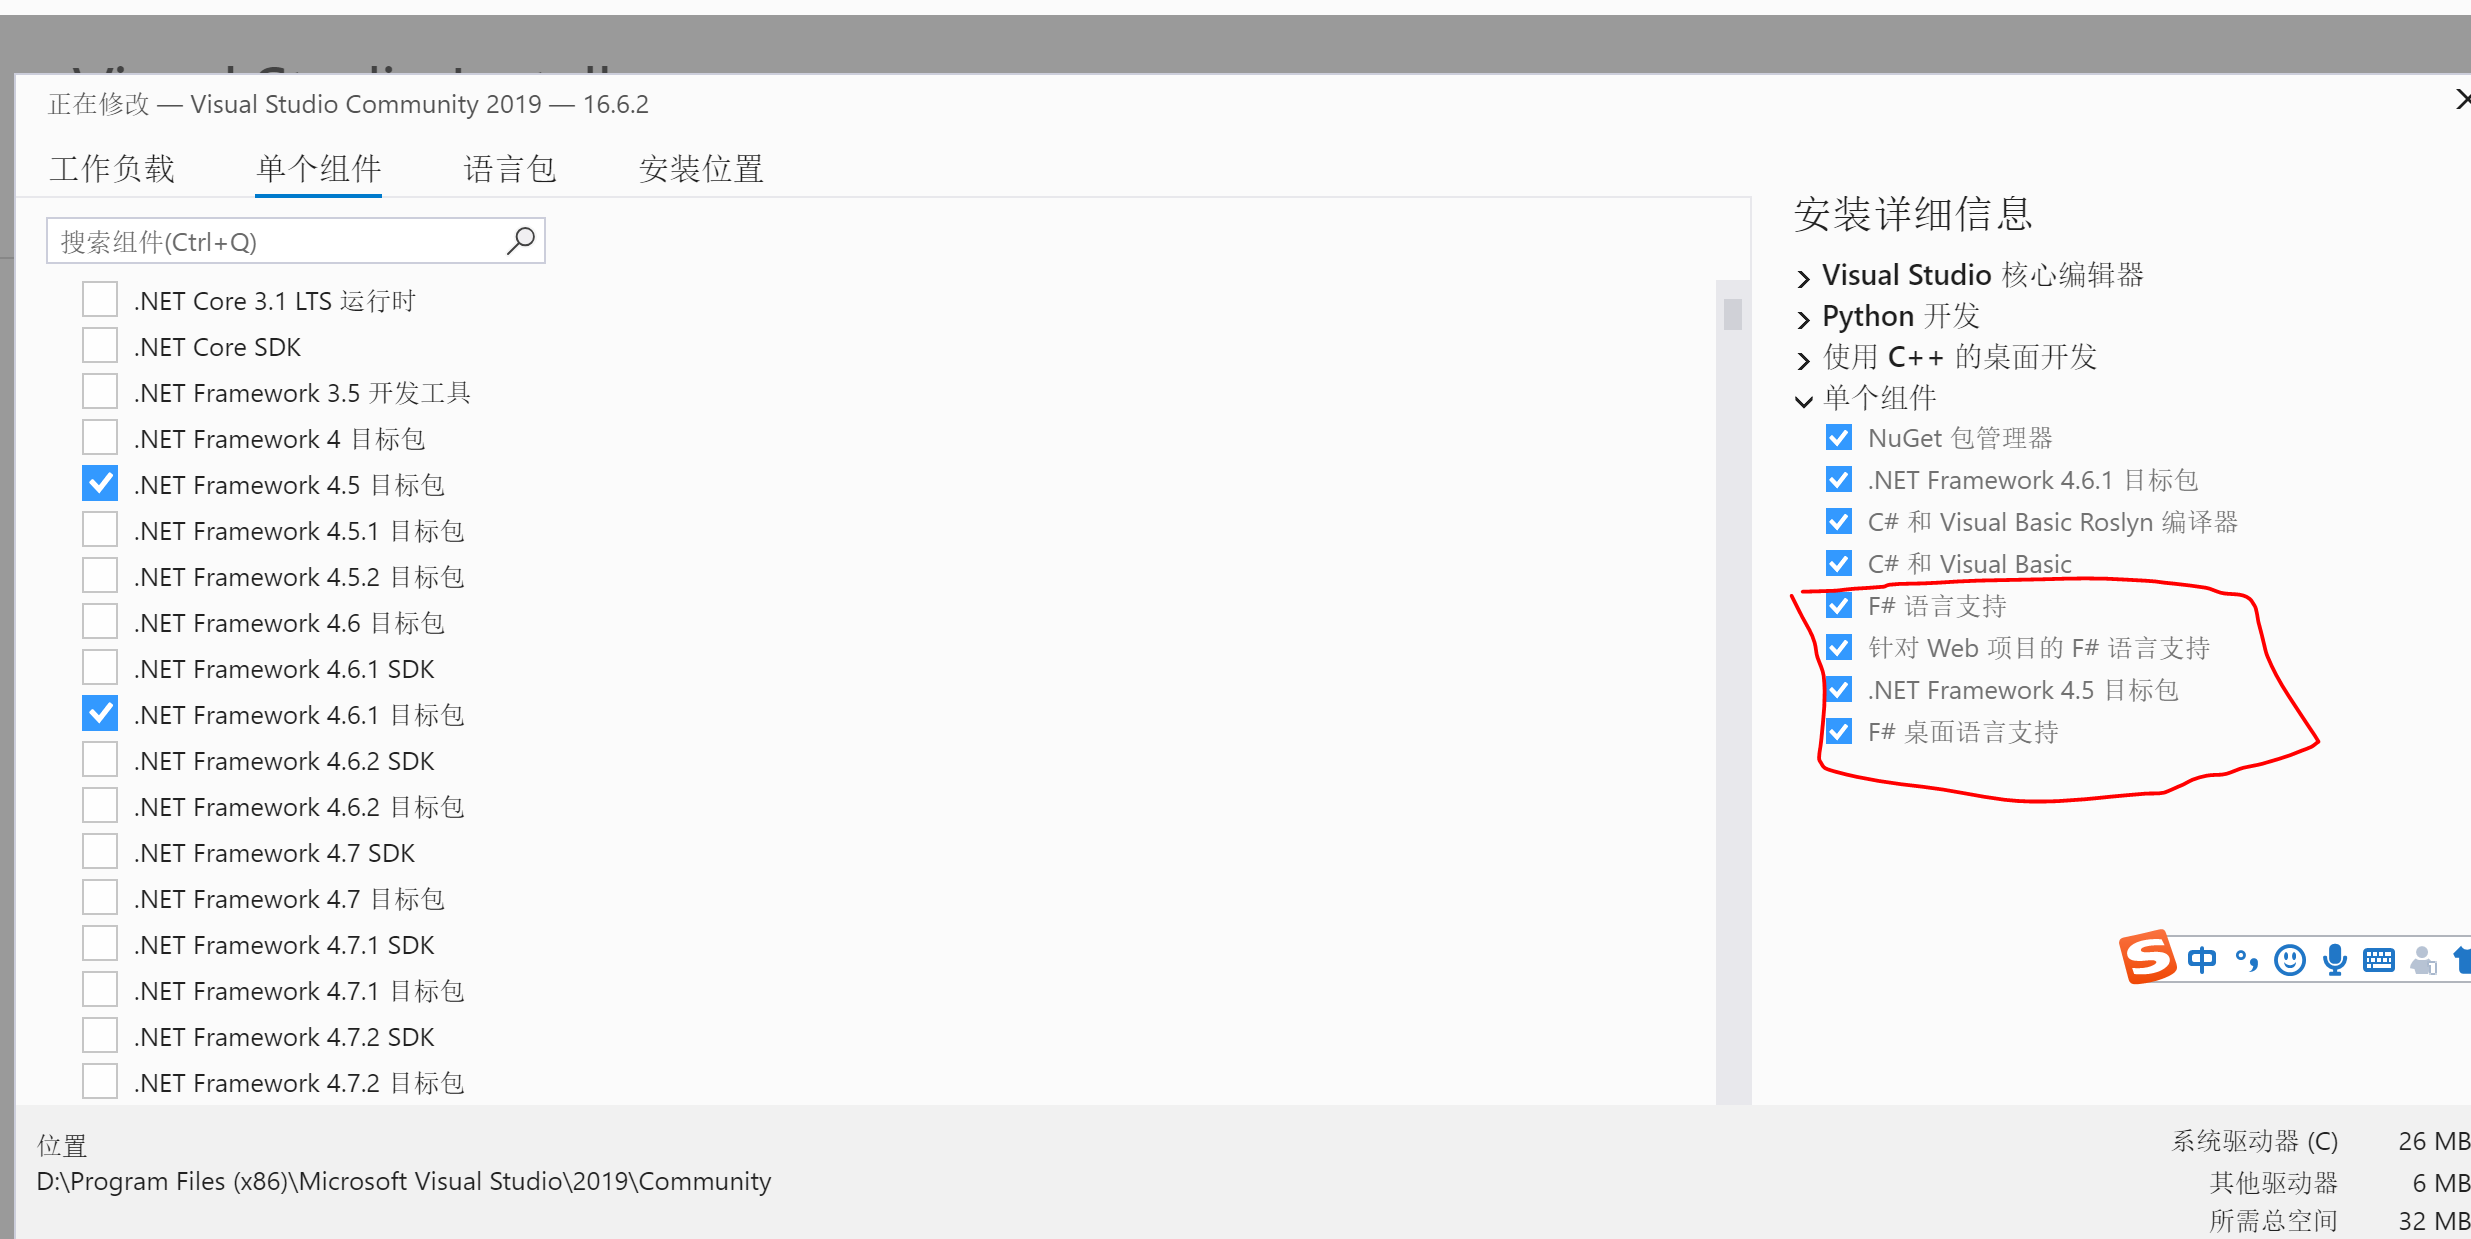 正在修改 — Visual Studio Community 2019 — 16.6.2
工作负载 单个组件 语言包 安装位置
搜索组件(Ctrl+Q)
.NET Core 3.1 LTS 运行时
.NET Core SDK
.NET Framework 3.5 开发工具
.NET Framework 4 目标包
.NET Framework 4.5 目标包
.NET Framework 4.5.1 目标包
.NET Framework 4.5.2 目标包
.NET Framework 4.6 目标包
.NET Framework 4.6.1 SDK
.NET Framework 4.6.1 目标包
.NET Framework 4.6.2 SDK
.NET Framework 4.6.2 目标包
.NET Framework 4.7 SDK
.NET Framework 4.7 目标包
.NET Framework 4.7.1 SDK
.NET Framework 4.7.1 目标包
.NET Framework 4.7.2 SDK
.NET Framework 4.7.2 目标包
安装详细信息
Visual Studio 核心编辑器
Python 开发
使用 C++ 的桌面开发
单个组件
NuGet 包管理器
.NET Framework 4.6.1 目标包
C# 和 Visual Basic Roslyn 编译器
C# 和 Visual Basic
F# 语言支持
针对 Web 项目的 F# 语言支持
.NET Framework 4.5 目标包
F# 桌面语言支持
中
位置
D:\Program Files (x86)\Microsoft Visual Studio\2019\Community
系统驱动器 (C) 26 MB
其他驱动器 6 MB
所需总空间 32 MB